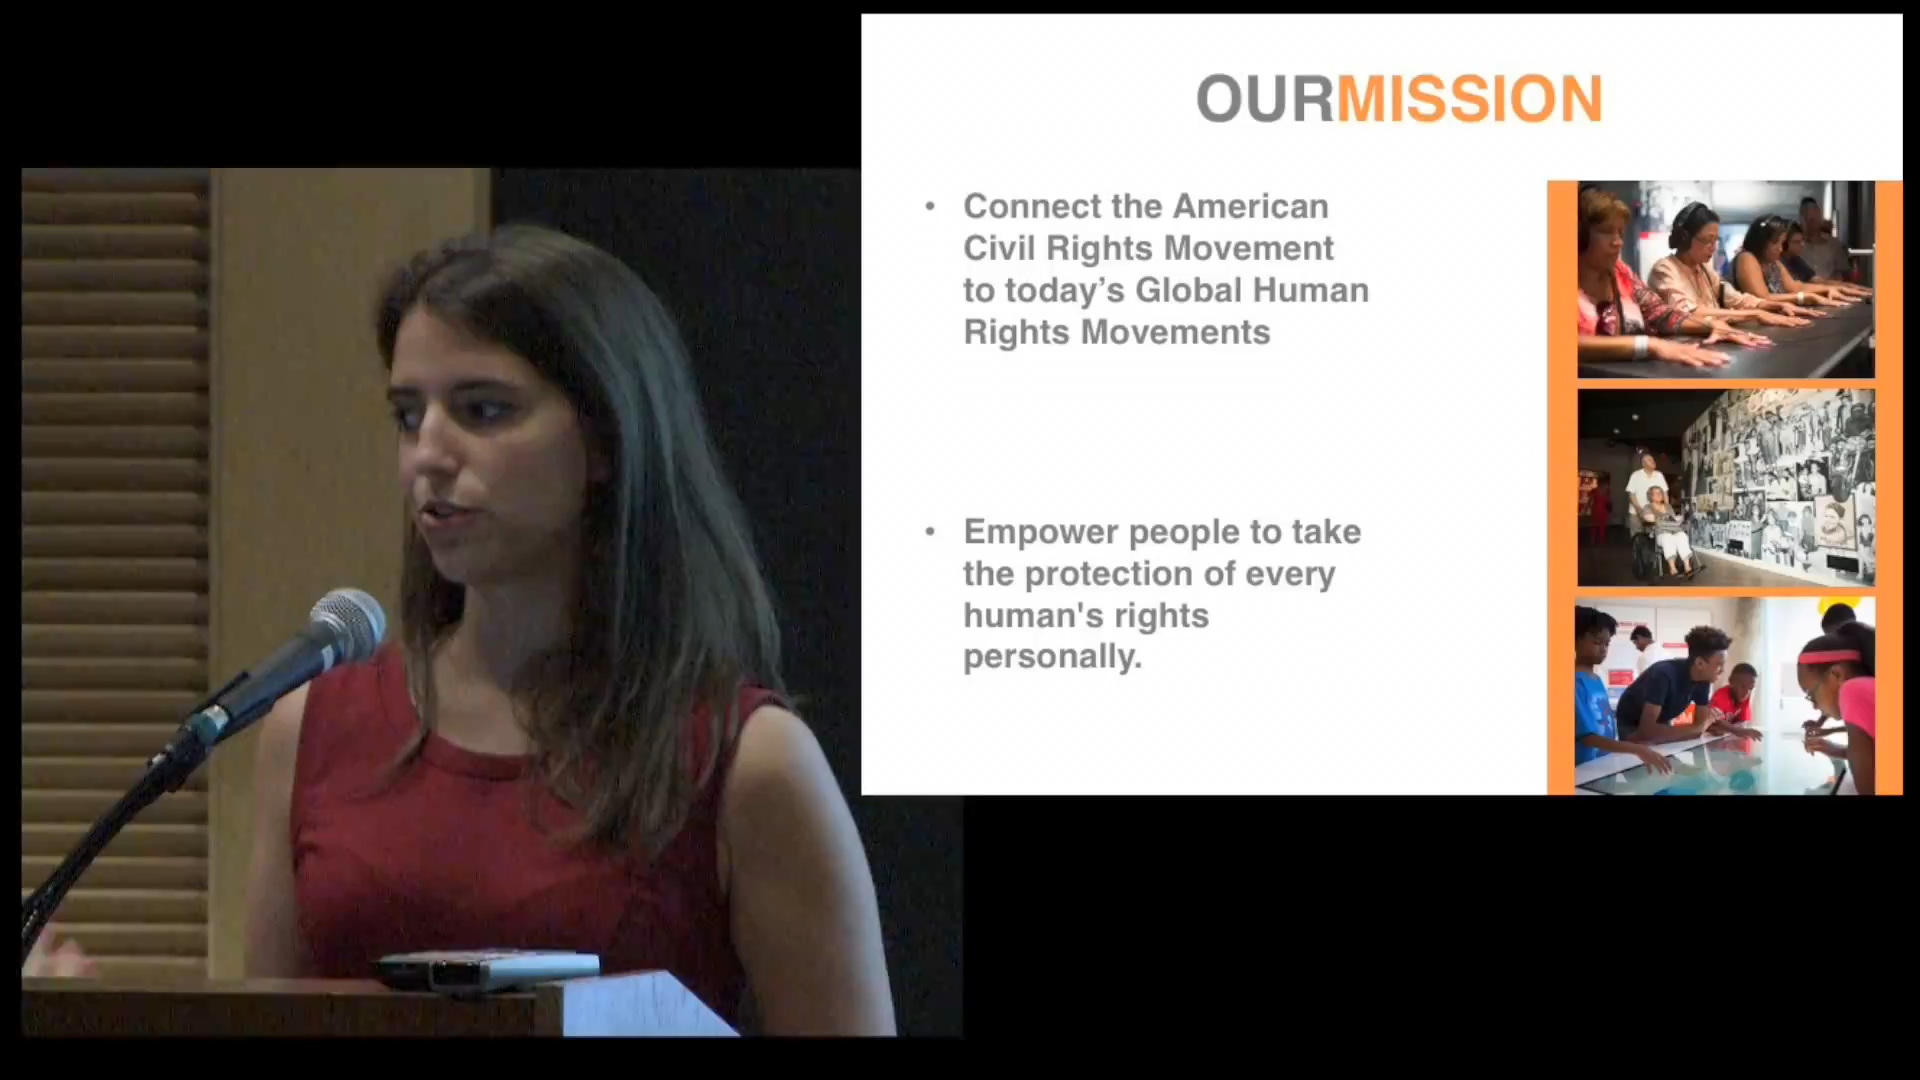 OURMISSION
• Connect the American
Civil Rights Movement
to today’s Global Human
Rights Movements
• Empower people to take
the protection of every
human's rights
personally.